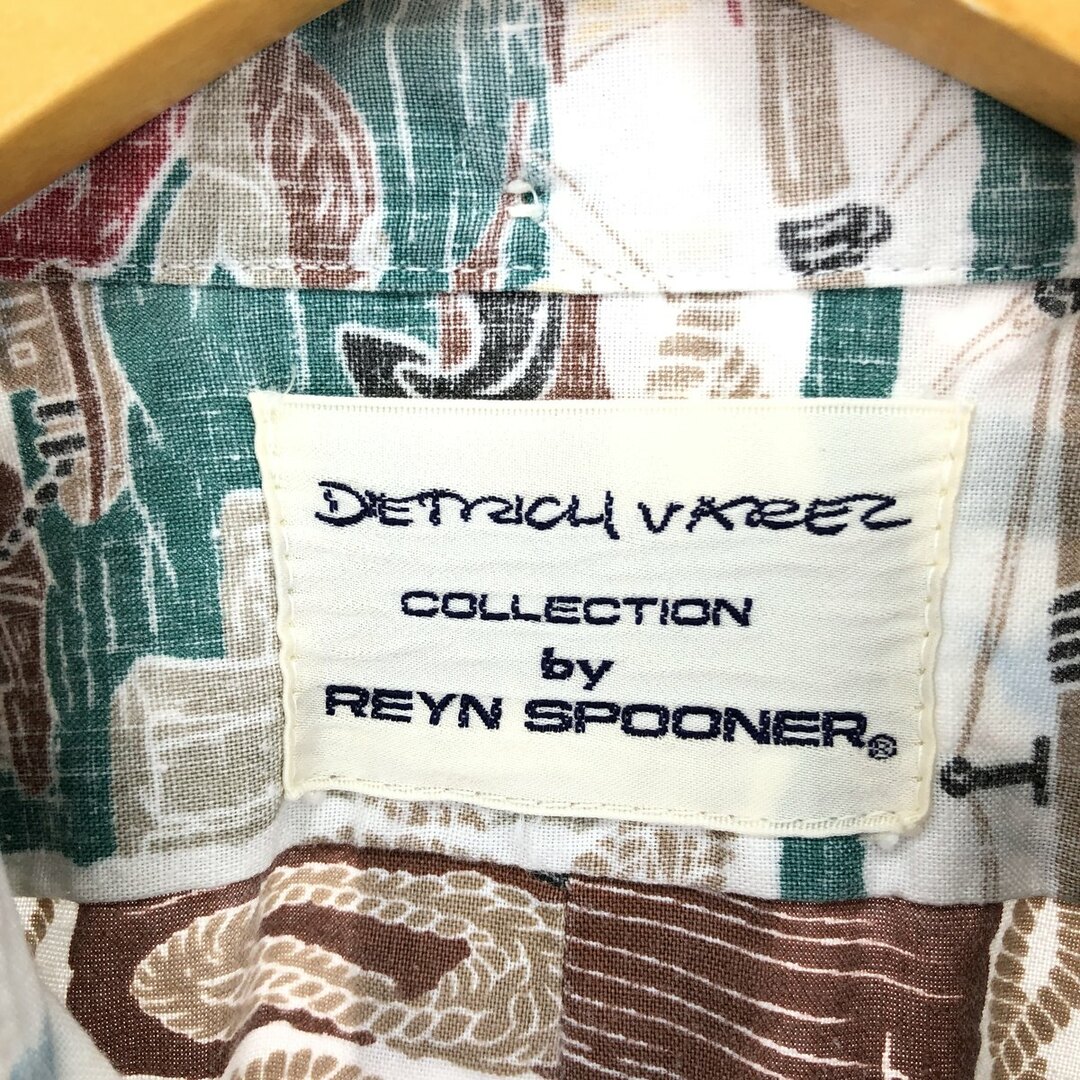 DIETRICH VAREZ
COLLECTION
by
REYN SPOONER®